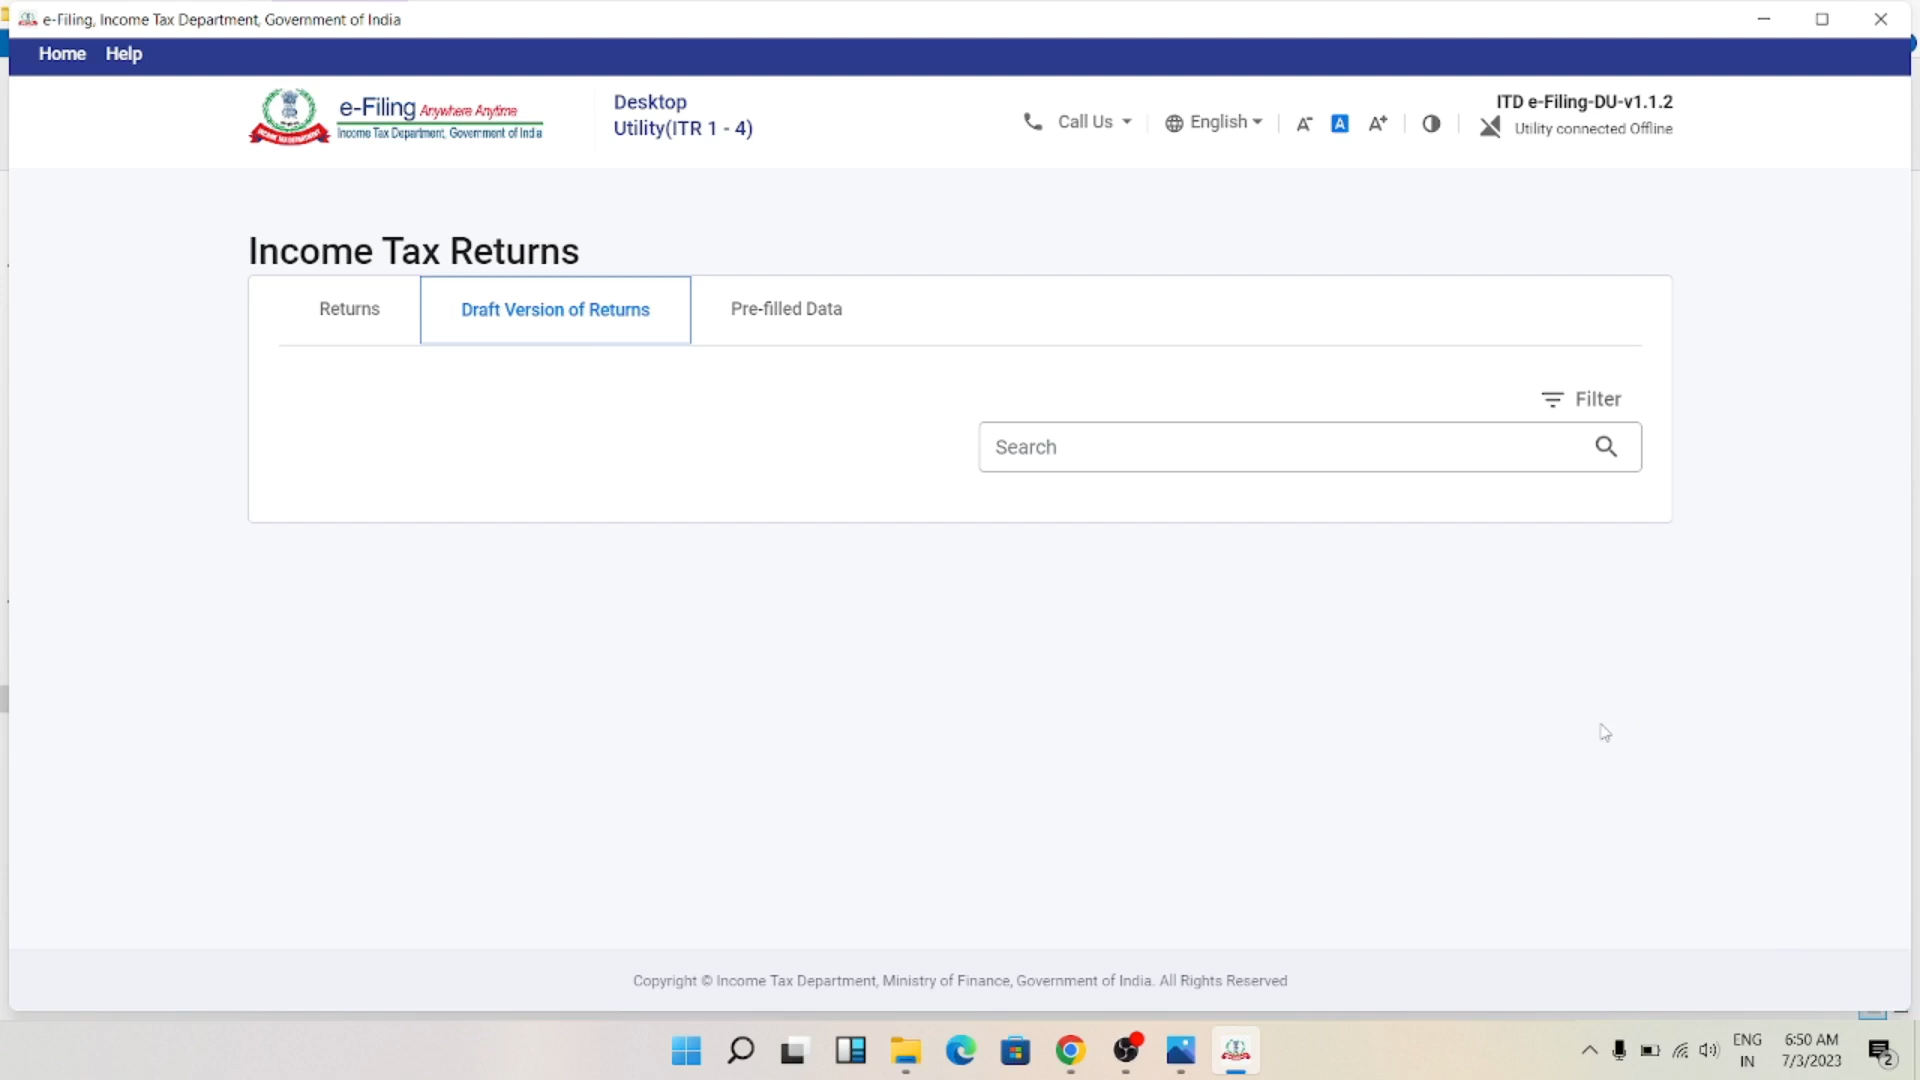 e-Filing, Income Tax Department, Government of India
Home Help
e-Filing Anywhere Anytime
Income Tax Department, Government of India
Desktop
Utility(ITR 1 - 4)
Call Us
English
A- A A+
ITD e-Filing-DU-v1.1.2
Utility connected Offline
Income Tax Returns
Returns Draft Version of Returns Pre-filled Data
Filter
Search
Copyright © Income Tax Department, Ministry of Finance, Government of India. All Rights Reserved
ENG
IN
6:50 AM
7/3/2023
2